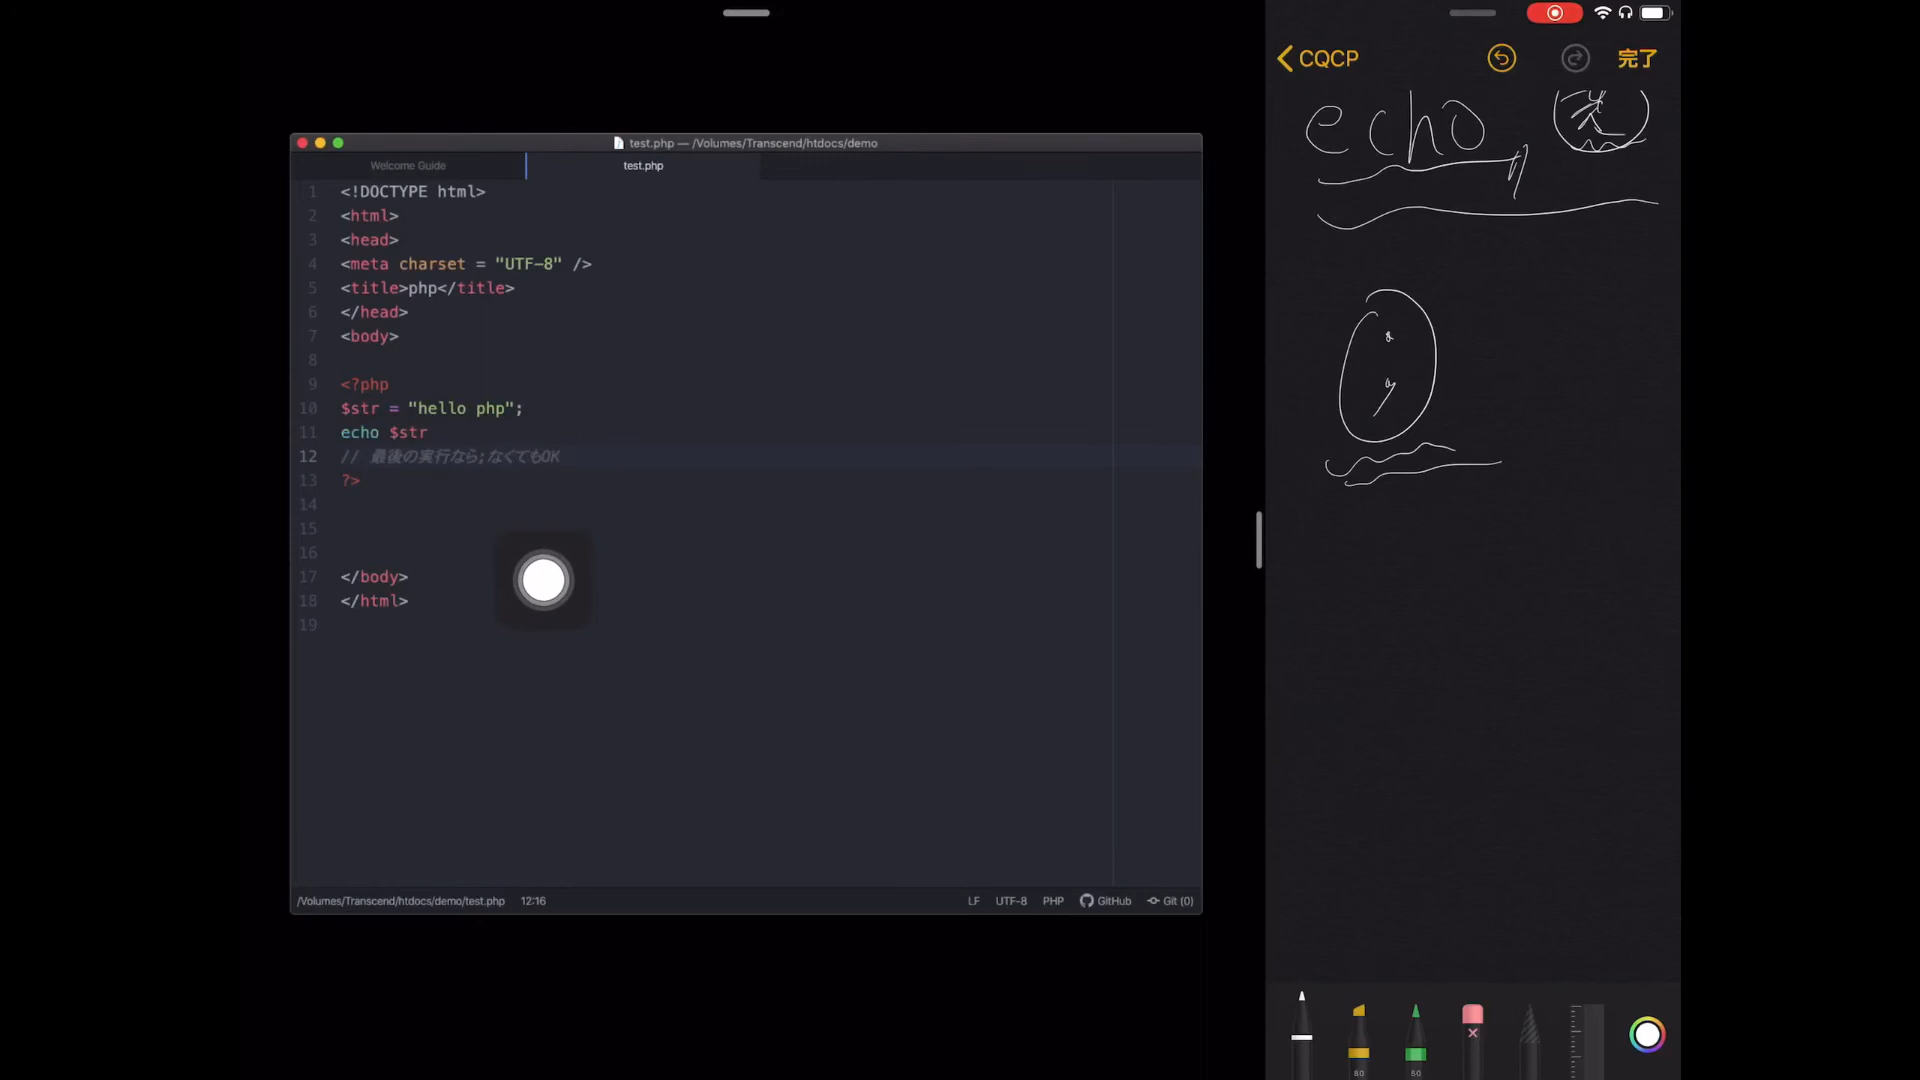 test.php — /Volumes/Transcend/htdocs/demo
Welcome Guide
test.php
1 <!DOCTYPE html>
2 <html>
3 <head>
4 <meta charset = "UTF-8" />
5 <title>php</title>
6 </head>
7 <body>
8
9 <?php
10 $str = "hello php";
11 echo $str
12 // 最後の実行なら;なくてもOK
13 ?>
14
15
16
17 </body>
18 </html>
19
/Volumes/Transcend/htdocs/demo/test.php 12:16 LF UTF-8 PHP GitHub Git (0)
CQCP 完了
echo
;
80 50